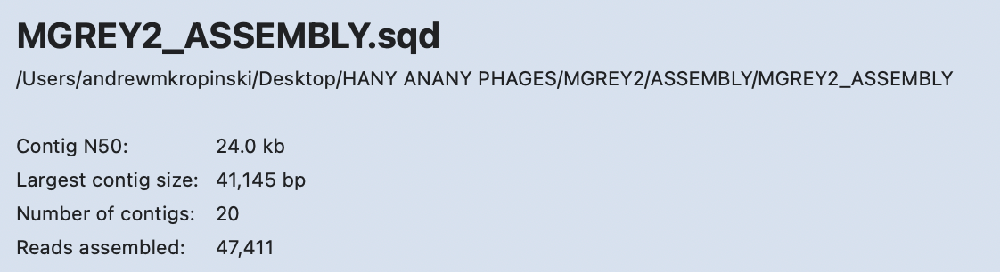 MGREY2_ASSEMBLY.sqd
/Users/andrewmkropinski/Desktop/HANY ANANY PHAGES/MGREY2/ASSEMBLY/MGREY2_ASSEMBLY
Contig N50: 24.0 kb
Largest contig size: 41,145 bp
Number of contigs: 20
Reads assembled: 47,411